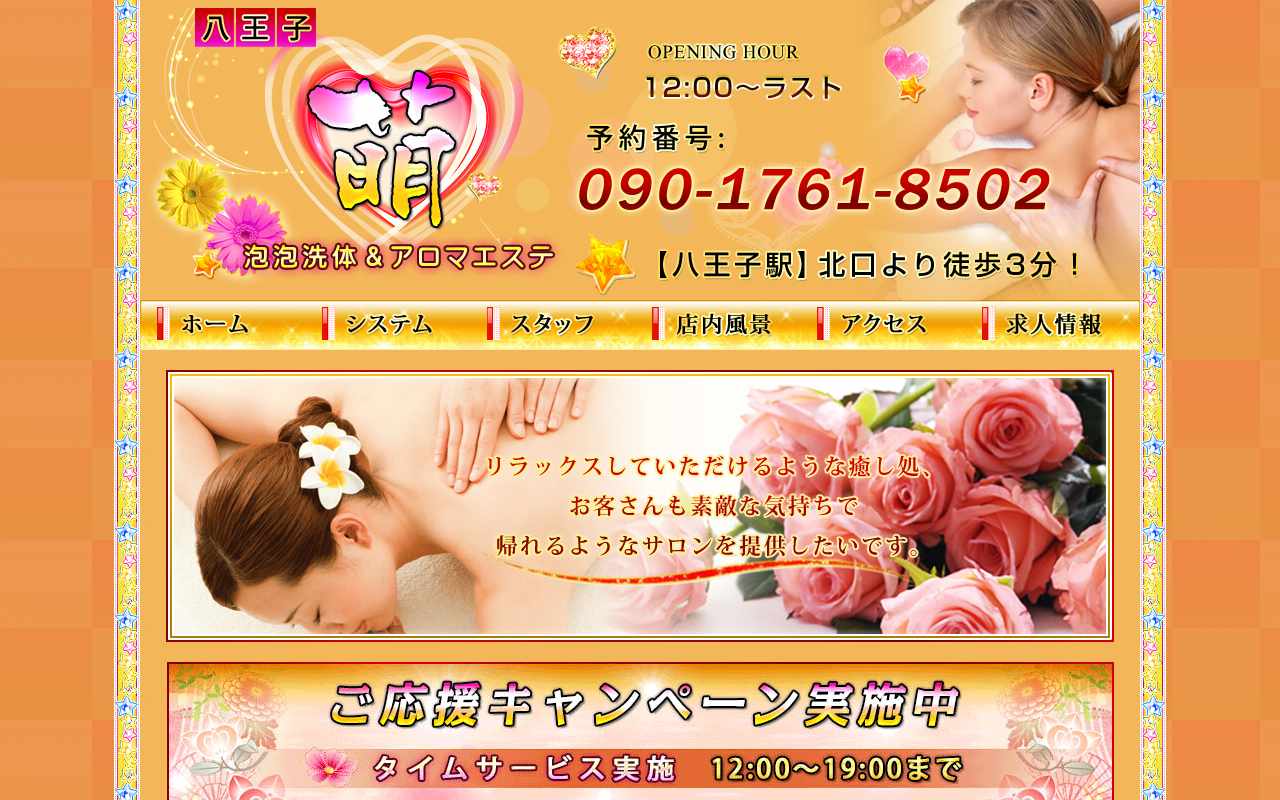 八王子
萌
泡泡洗体＆アロマエステ
OPENING HOUR
12:00～ラスト
予約番号:
090-1761-8502
【八王子駅】北口より徒歩3分！
ホーム
システム
スタッフ
店内風景
アクセス
求人情報
リラックスしていただけるような癒し処、
お客さんも素敵な気持ちで
帰れるようなサロンを提供したいです。
ご応援キャンペーン実施中
タイムサービス実施 12:00～19:00まで